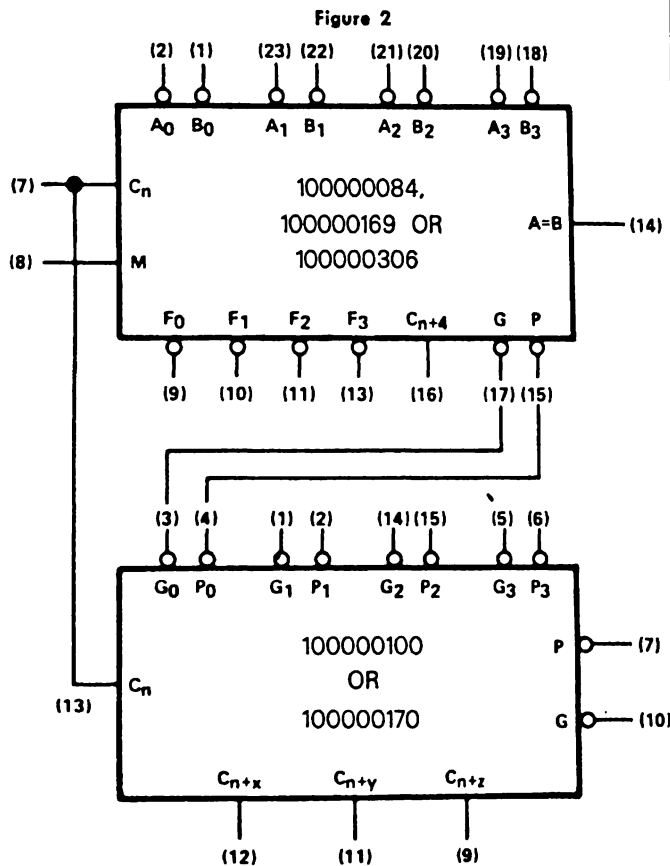 Figure 2
(2) (1) (23) (22) (21) (20) (19) (18)
A0 B0 A1 B1 A2 B2 A3 B3
(7) Cn 100000084,
100000169 OR A=B (14)
(8) M 100000306
F0 F1 F2 F3 Cn+4 G P
(9) (10) (11) (13) (16) (17) (15)
(3) (4) (1) (2) (14) (15) (5) (6)
G0 P0 G1 P1 G2 P2 G3 P3
100000100 P (7)
(13) Cn OR
100000170 G (10)
Cn+x Cn+y Cn+z
(12) (11) (9)